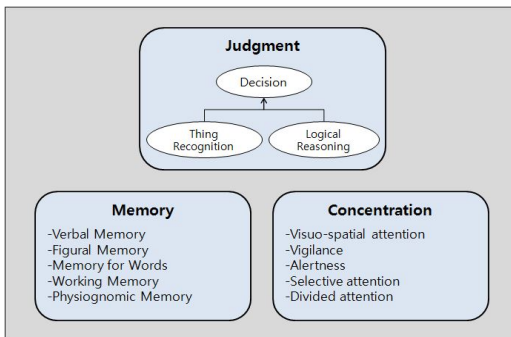 Judgment
Decision
Thing
Recognition
Logical
Reasoning
Memory
-Verbal Memory
-Figural Memory
-Memory for Words
-Working Memory
-Physiognomic Memory
Concentration
-Visuo-spatial attention
-Vigilance
-Alertness
-Selective attention
-Divided attention